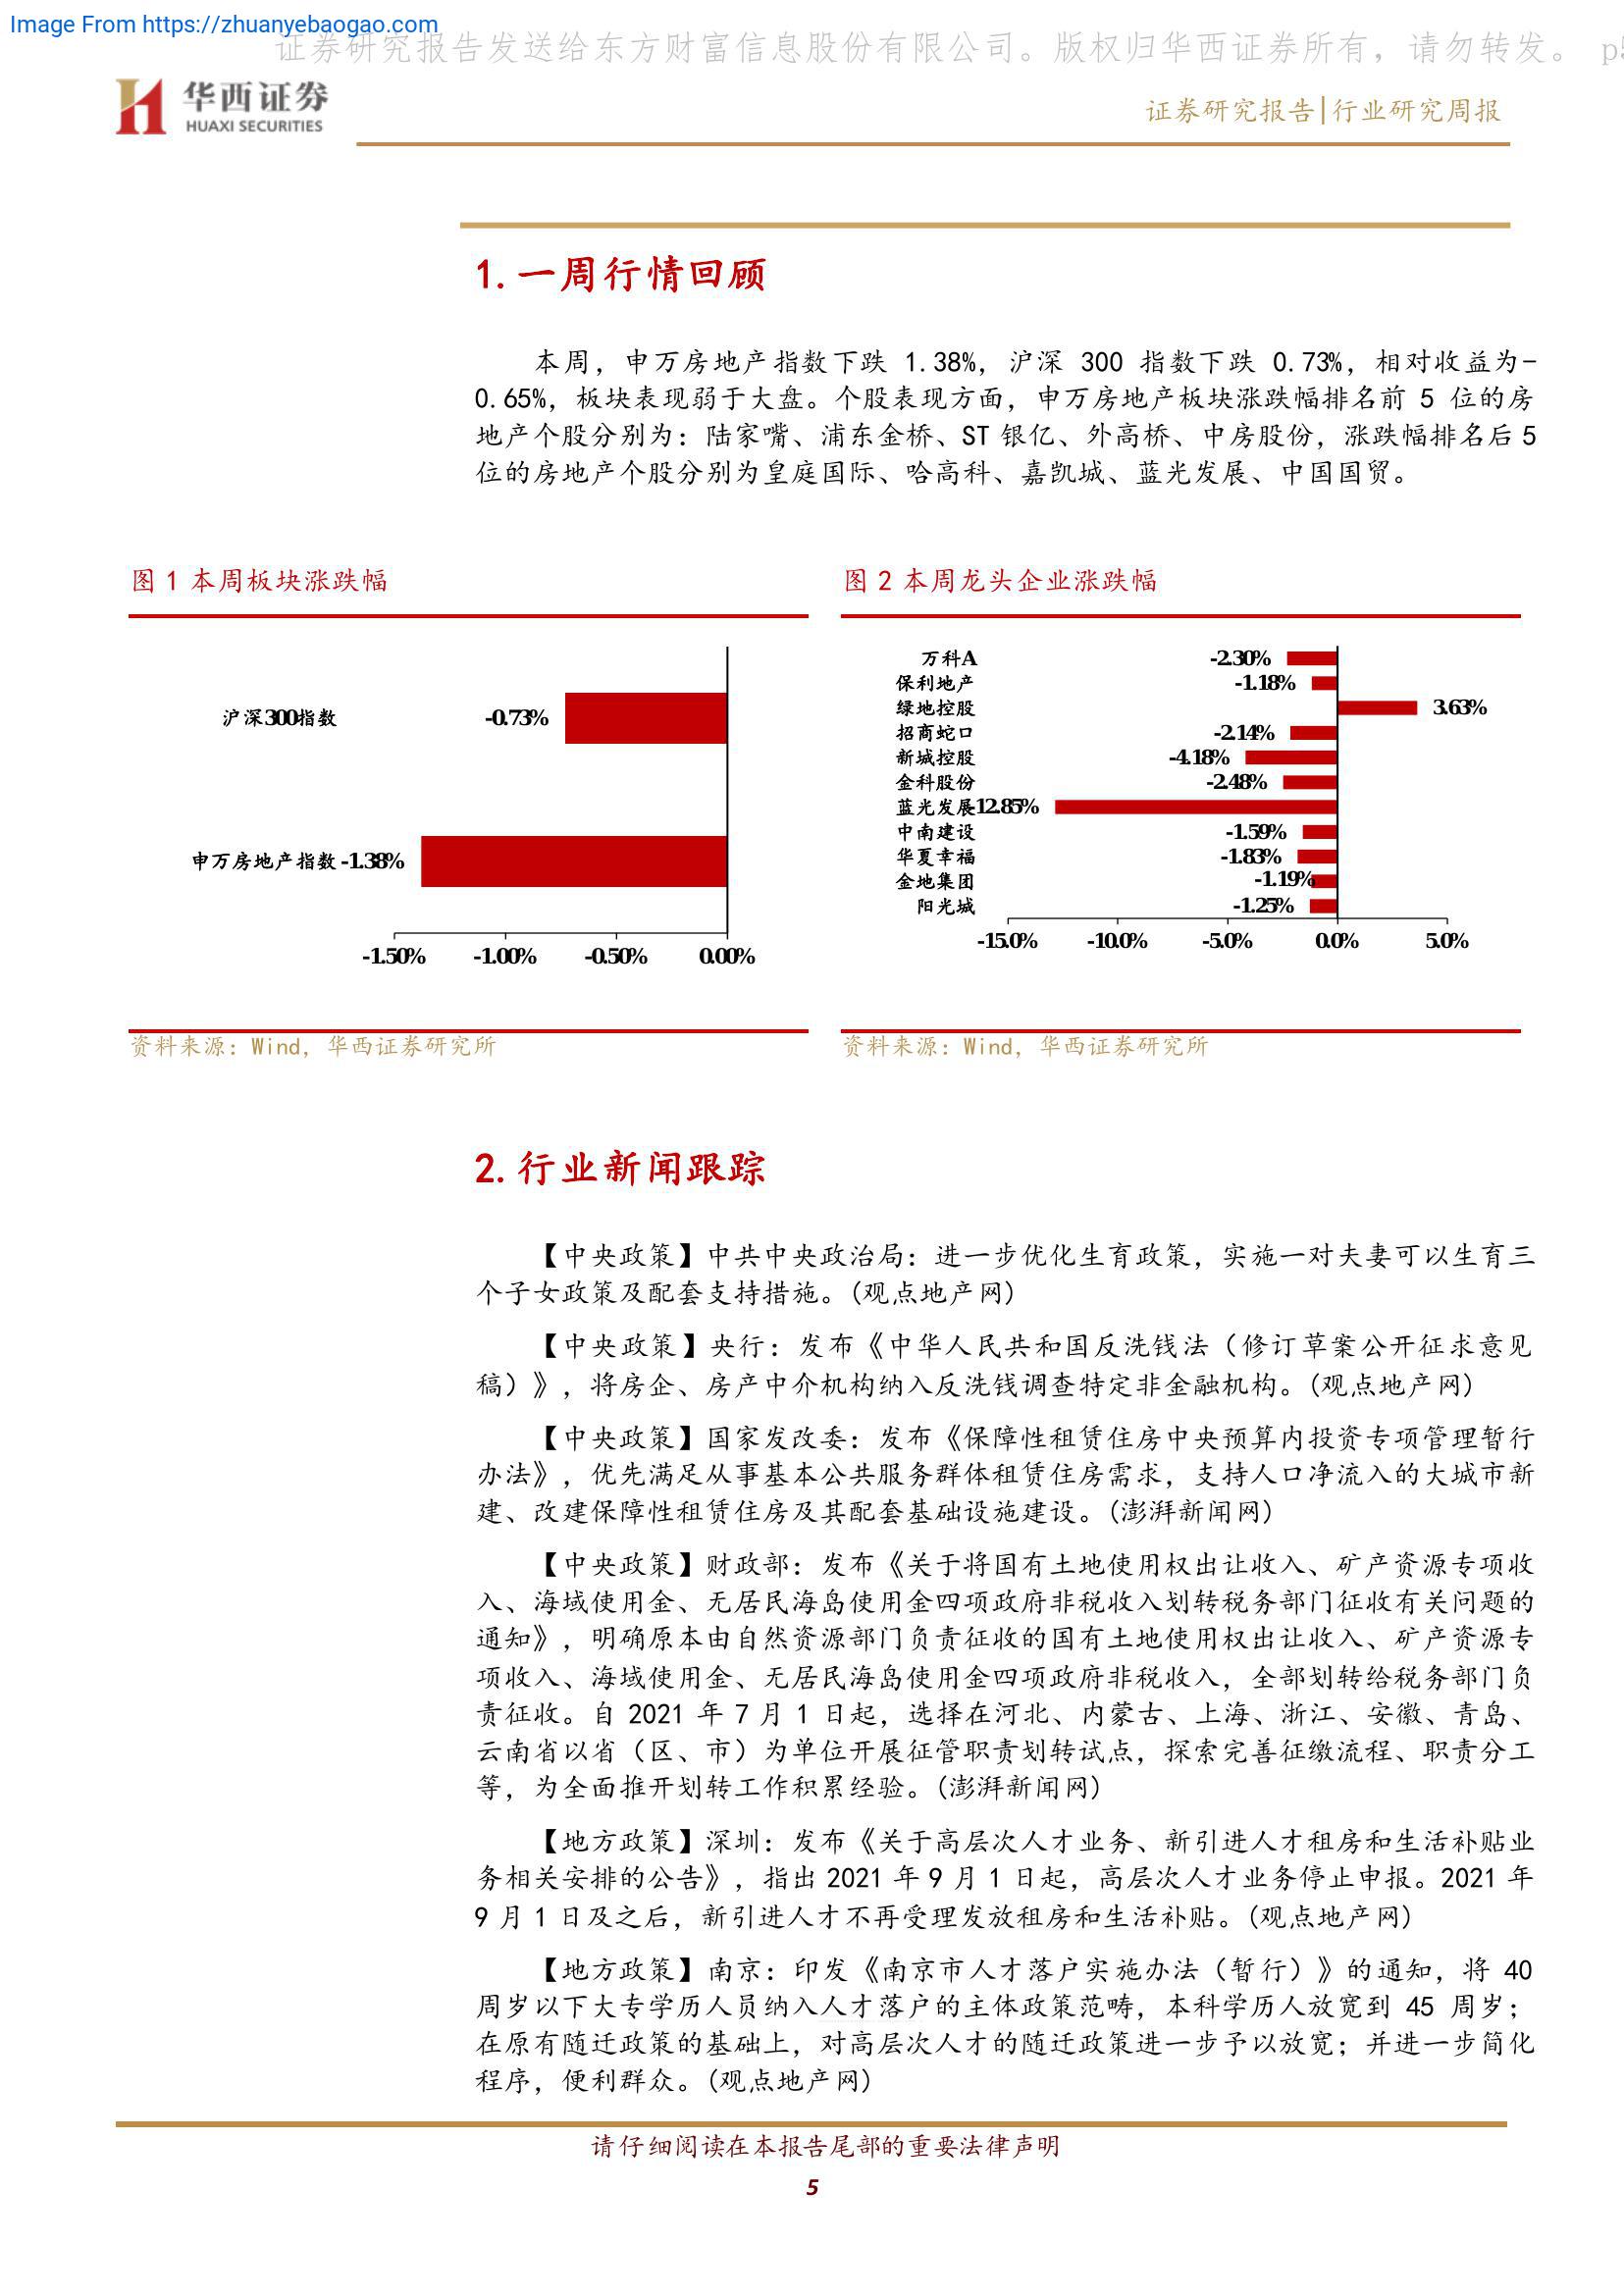 Image From https://zhuanyebaogao.com
证券研究报告发送给东方财富信息股份有限公司。版权归华西证券所有，请勿转发。 p5
华西证券
HUAXI SECURITIES
证券研究报告|行业研究周报
1.一周行情回顾
本周，申万房地产指数下跌 1.38%，沪深 300 指数下跌 0.73%，相对收益为-
0.65%，板块表现弱于大盘。个股表现方面，申万房地产板块涨跌幅排名前 5 位的房
地产个股分别为：陆家嘴、浦东金桥、ST 银亿、外高桥、中房股份，涨跌幅排名后 5
位的房地产个股分别为皇庭国际、哈高科、嘉凯城、蓝光发展、中国国贸。
图 1 本周板块涨跌幅
沪深300指数 -0.73%
申万房地产指数 -1.38%
-1.50% -1.00% -0.50% 0.00%
资料来源：Wind，华西证券研究所
图 2 本周龙头企业涨跌幅
万科A -2.30%
保利地产 -1.18%
绿地控股 3.63%
招商蛇口 -2.14%
新城控股 -4.18%
金科股份 -2.48%
蓝光发展 -12.85%
中南建设 -1.59%
华夏幸福 -1.83%
金地集团 -1.19%
阳光城 -1.25%
-15.0% -10.0% -5.0% 0.0% 5.0%
资料来源：Wind，华西证券研究所
2.行业新闻跟踪
【中央政策】中共中央政治局：进一步优化生育政策，实施一对夫妻可以生育三
个子女政策及配套支持措施。(观点地产网)
【中央政策】央行：发布《中华人民共和国反洗钱法（修订草案公开征求意见
稿）》，将房企、房产中介机构纳入反洗钱调查特定非金融机构。(观点地产网)
【中央政策】国家发改委：发布《保障性租赁住房中央预算内投资专项管理暂行
办法》，优先满足从事基本公共服务群体租赁住房需求，支持人口净流入的大城市新
建、改建保障性租赁住房及其配套基础设施建设。(澎湃新闻网)
【中央政策】财政部：发布《关于将国有土地使用权出让收入、矿产资源专项收
入、海域使用金、无居民海岛使用金四项政府非税收入划转税务部门征收有关问题的
通知》，明确原本由自然资源部门负责征收的国有土地使用权出让收入、矿产资源专
项收入、海域使用金、无居民海岛使用金四项政府非税收入，全部划转给税务部门负
责征收。自 2021 年 7 月 1 日起，选择在河北、内蒙古、上海、浙江、安徽、青岛、
云南省以省（区、市）为单位开展征管职责划转试点，探索完善征缴流程、职责分工
等，为全面推开划转工作积累经验。(澎湃新闻网)
【地方政策】深圳：发布《关于高层次人才业务、新引进人才租房和生活补贴业
务相关安排的公告》，指出 2021 年 9 月 1 日起，高层次人才业务停止申报。2021 年
9 月 1 日及之后，新引进人才不再受理发放租房和生活补贴。(观点地产网)
【地方政策】南京：印发《南京市人才落户实施办法（暂行）》的通知，将 40
周岁以下大专学历人员纳入人才落户的主体政策范畴，本科学历人放宽到 45 周岁；
在原有随迁政策的基础上，对高层次人才的随迁政策进一步予以放宽；并进一步简化
程序，便利群众。(观点地产网)
请仔细阅读在本报告尾部的重要法律声明
5